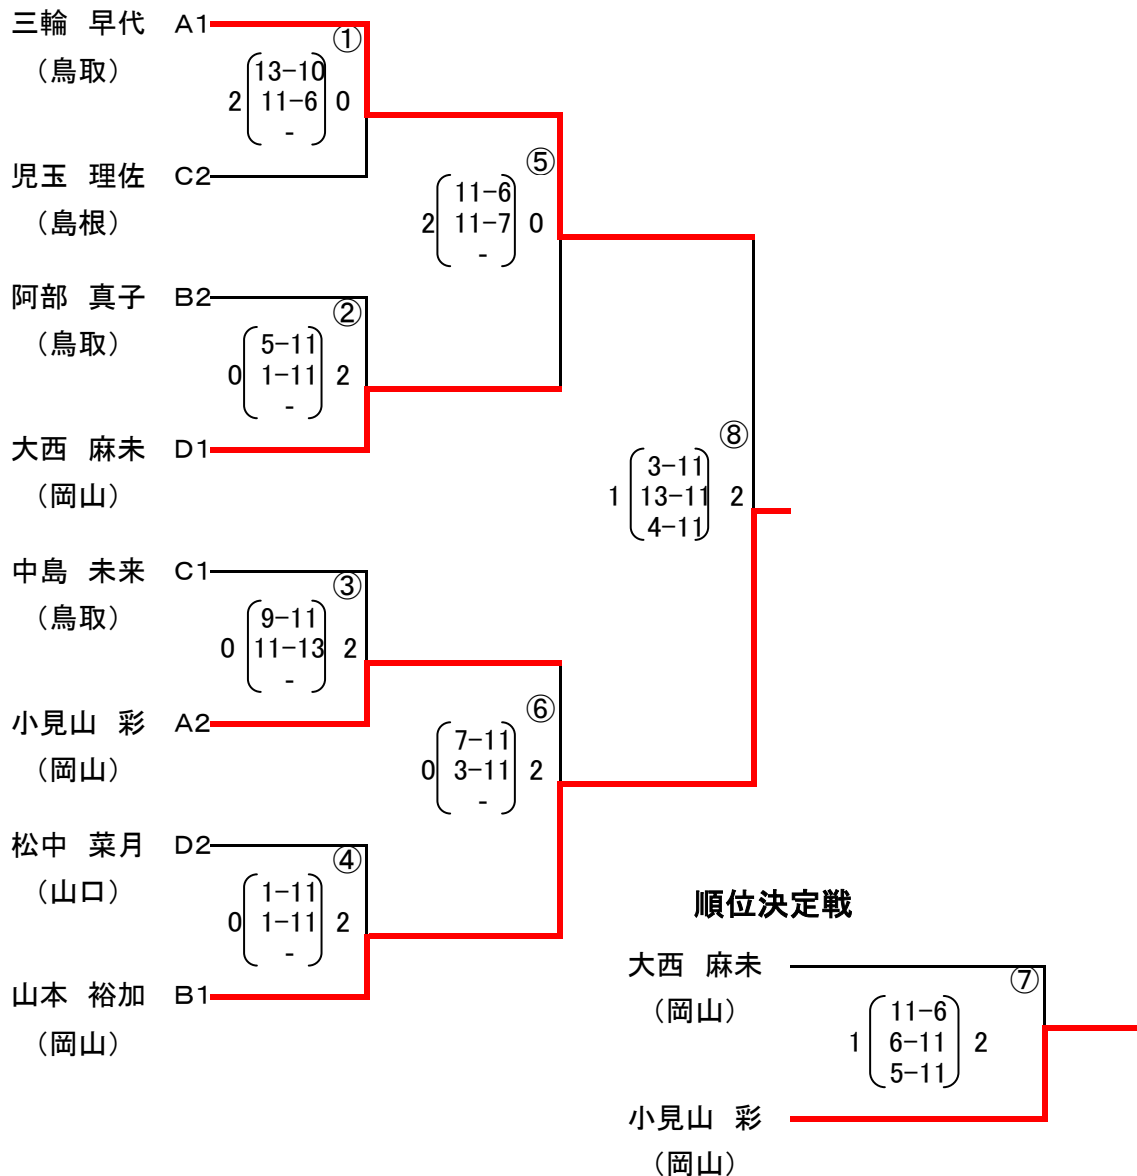 三輪 早代 A1
①
(鳥取)
13-10
2 11-6 0
-
児玉 理佐 C2
(島根)
⑤
11-6
2 11-7 0
-
阿部 真子 B2
②
(鳥取)
5-11
0 1-11 2
-
大西 麻未 D1
(岡山)
⑧
3-11
1 13-11 2
4-11
中島 未来 C1
③
(鳥取)
9-11
0 11-13 2
-
小見山 彩 A2
(岡山)
⑥
7-11
0 3-11 2
-
松中 菜月 D2
④
(山口)
1-11
0 1-11 2
-
山本 裕加 B1
(岡山)
順位決定戦
大西 麻未
⑦
(岡山)
11-6
1 6-11 2
5-11
小見山 彩
(岡山)